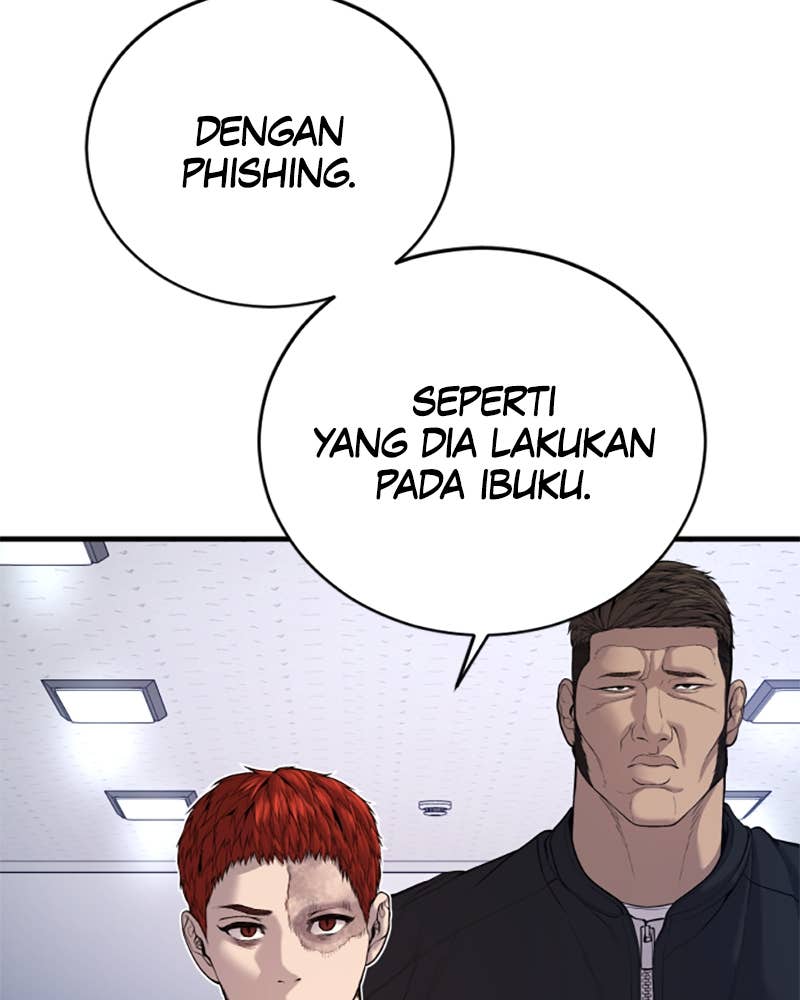 DENGAN
PHISHING.
SEPERTI
YANG DIA LAKUKAN
PADA IBUKU.